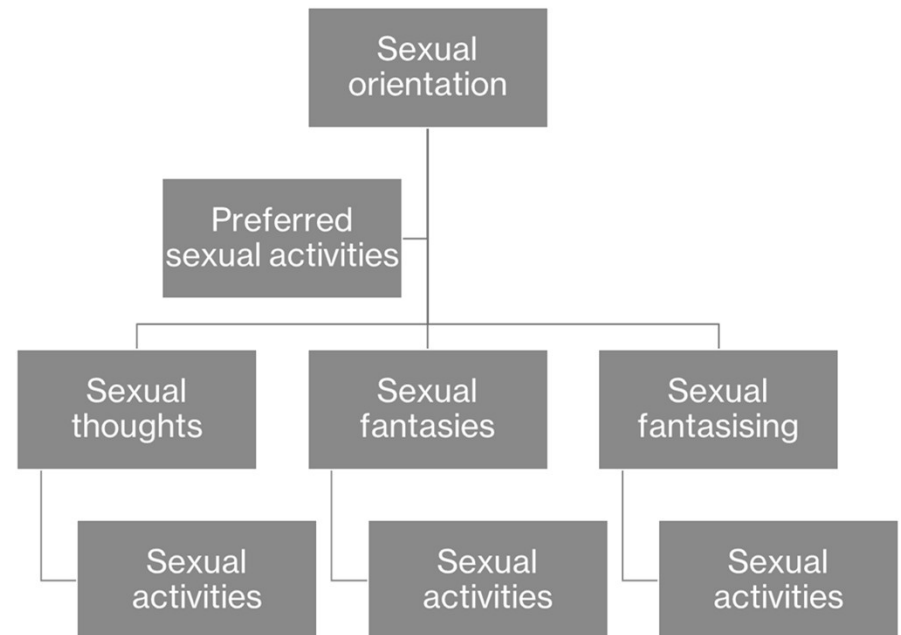 Sexual
orientation
Preferred
sexual activities
Sexual
thoughts
Sexual
fantasies
Sexual
fantasising
Sexual
activities
Sexual
activities
Sexual
activities